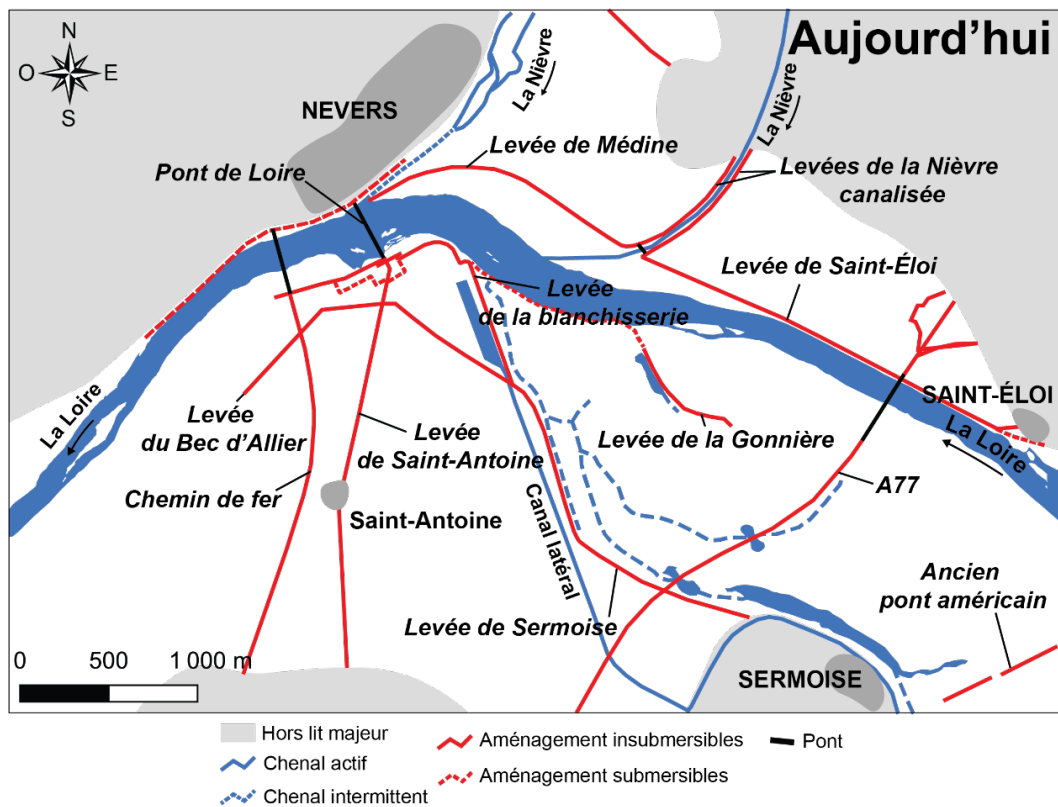 Aujourd'hui
N
O
E
S
La Nièvre
La Nièvre
NEVERS
Levée de Médine
Pont de Loire
Levées de la Nièvre
canalisée
Levée de Saint-Éloi
Levée
de la blanchisserie
SAINT-ÉLOI
La Loire
La Loire
Levée
du Bec d'Allier
Levée
de Saint-Antoine
Levée de la Gonnière
A77
Chemin de fer
Saint-Antoine
Canal latéral
Ancien
pont américain
Levée de Sermoise
SERMOISE
0 500 1 000 m
Hors lit majeur
Chenal actif
Chenal intermittent
Aménagement insubmersibles
Aménagement submersibles
Pont